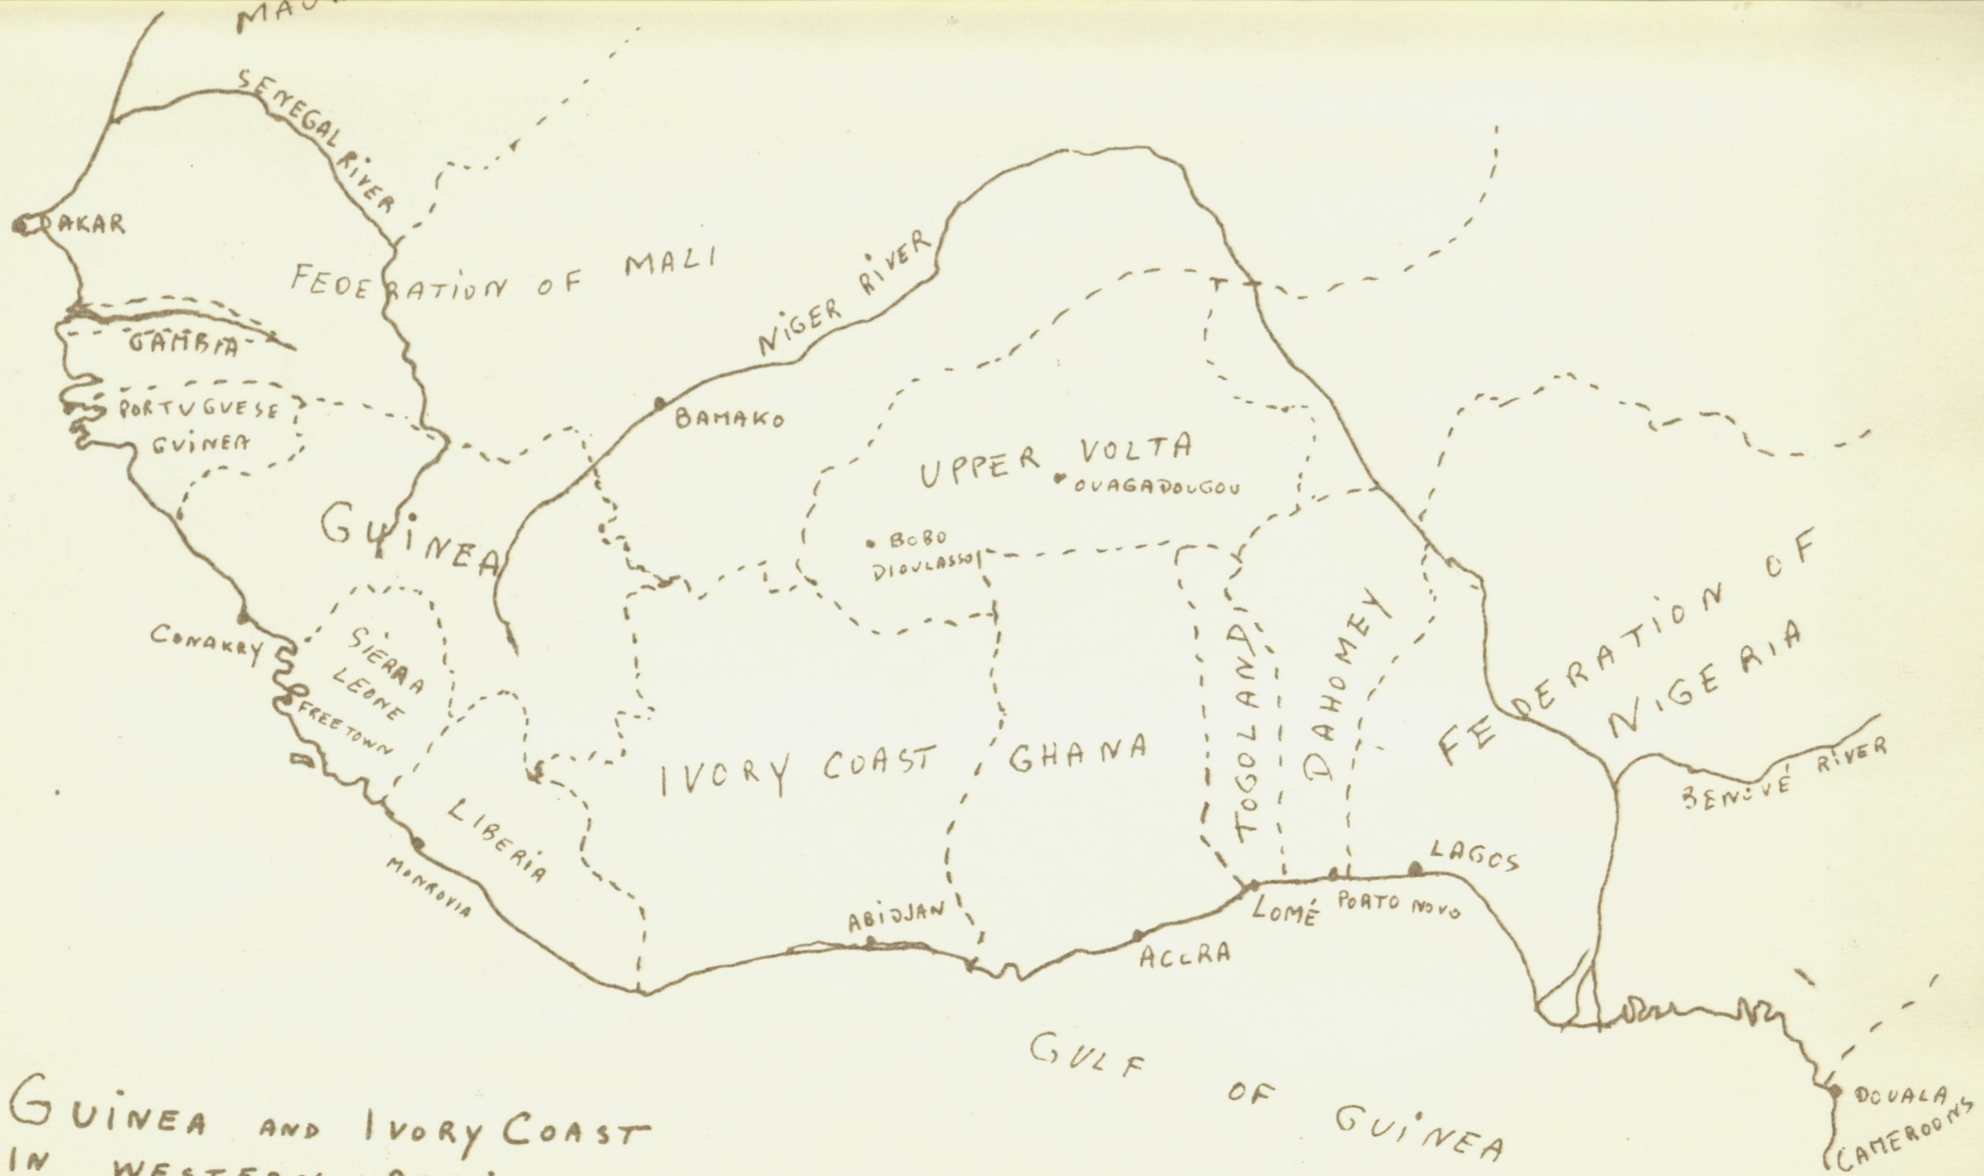 SENEGAL RIVER
DAKAR
FEDERATION OF MALI
NIGER RIVER
GAMBIA
PORTUGUESE
GUINEA
BAMAKO
UPPER VOLTA
OUAGADOUGOU
BOBO
DIOULASSO
GUINEA
CONAKRY
SIERRA
LEONE
FREETOWN
LIBERIA
MONROVIA
IVORY COAST
ABIDJAN
GHANA
ACCRA
TOGOLAND
LOMÉ
DAHOMEY
PORTO NOVO
LAGOS
FEDERATION OF
NIGERIA
BENUVÉ RIVER
GULF OF GUINEA
DOUALA
CAMEROONS
GUINEA AND IVORY COAST
IN WESTERN